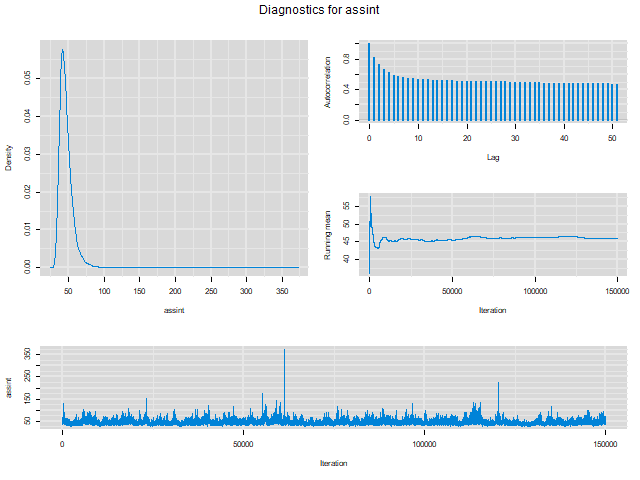 Diagnostics for assint
Density
0.00 0.01 0.02 0.03 0.04 0.05
50 100 150 200 250 300 350
assint
Autocorrelation
0.0 0.4 0.8
0 10 20 30 40 50
Lag
Running mean
40 45 50 55
0 50000 100000 150000
Iteration
assint
50 150 250 350
0 50000 100000 150000
Iteration